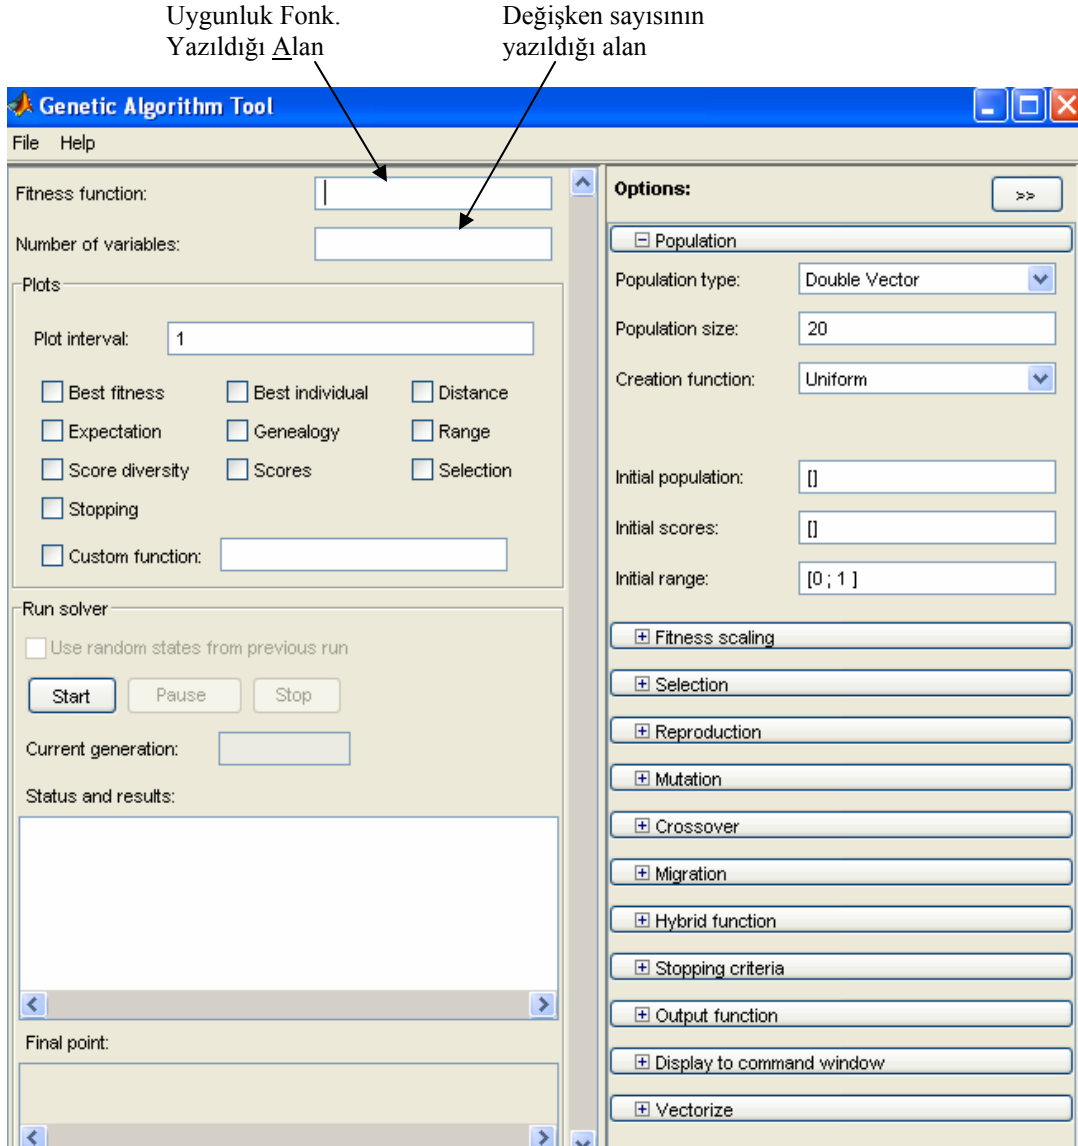 Uygunluk Fonk.
Yazıldığı Alan
Değişken sayısının
yazıldığı alan
Genetic Algorithm Tool
File Help
Fitness function:
Number of variables:
Plots
Plot interval: 1
Best fitness Best individual Distance
Expectation Genealogy Range
Score diversity Scores Selection
Stopping
Custom function:
Run solver
Use random states from previous run
Start Pause Stop
Current generation:
Status and results:
Final point:
Options: >>
Population
Population type: Double Vector
Population size: 20
Creation function: Uniform
Initial population: []
Initial scores: []
Initial range: [0 ; 1 ]
Fitness scaling
Selection
Reproduction
Mutation
Crossover
Migration
Hybrid function
Stopping criteria
Output function
Display to command window
Vectorize